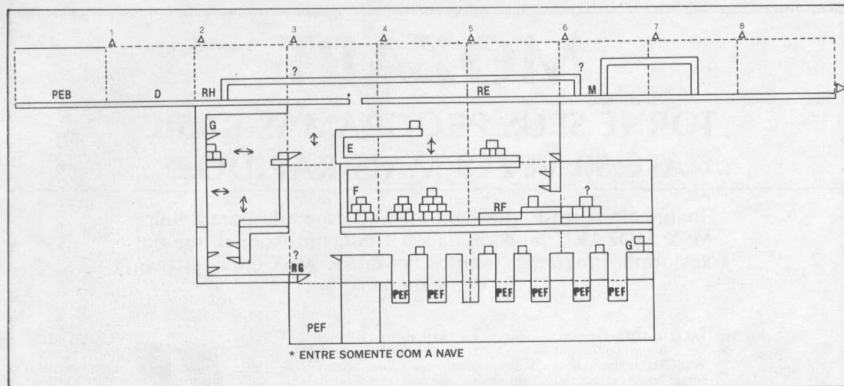 1 2 3 4 5 6 7 8
? ?
PEB D RH RE M
*
G E
F RF ?
G
? RG
PEF PEF PEF PEF PEF PEF PEF
* ENTRE SOMENTE COM A NAVE